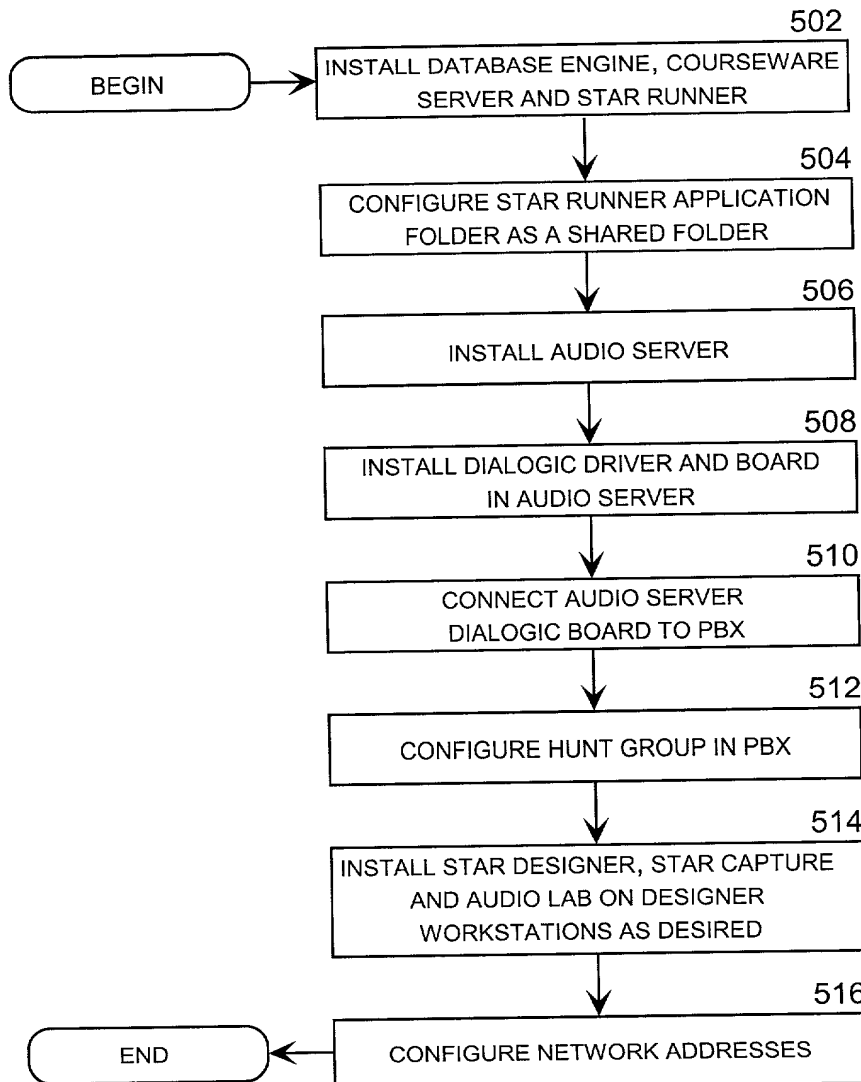 502
BEGIN
INSTALL DATABASE ENGINE, COURSEWARE
SERVER AND STAR RUNNER
504
CONFIGURE STAR RUNNER APPLICATION
FOLDER AS A SHARED FOLDER
506
INSTALL AUDIO SERVER
508
INSTALL DIALOGIC DRIVER AND BOARD
IN AUDIO SERVER
510
CONNECT AUDIO SERVER
DIALOGIC BOARD TO PBX
512
CONFIGURE HUNT GROUP IN PBX
514
INSTALL STAR DESIGNER, STAR CAPTURE
AND AUDIO LAB ON DESIGNER
WORKSTATIONS AS DESIRED
516
END
CONFIGURE NETWORK ADDRESSES